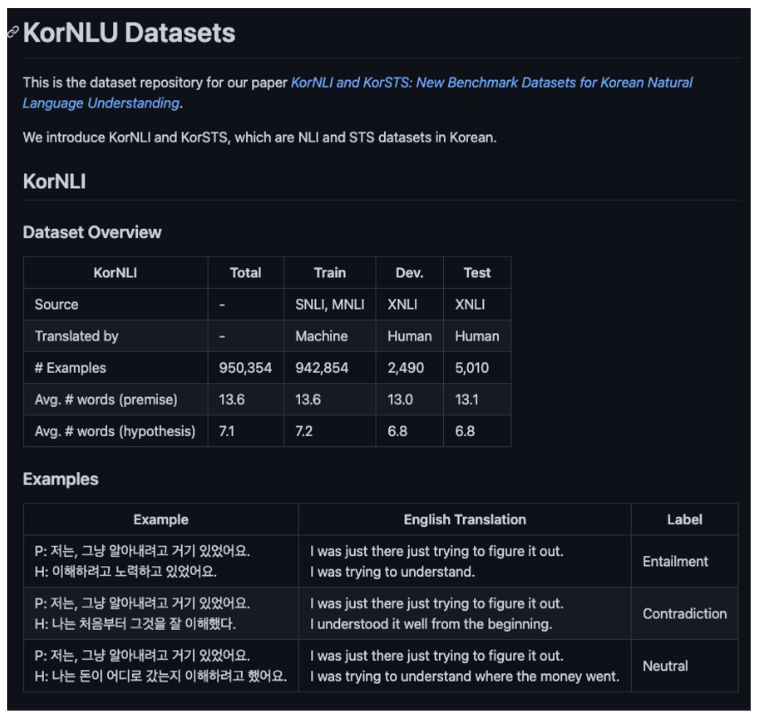 KorNLU Datasets
This is the dataset repository for our paper KorNLI and KorSTS: New Benchmark Datasets for Korean Natural
Language Understanding.
We introduce KorNLI and KorSTS, which are NLI and STS datasets in Korean.
KorNLI
Dataset Overview
KorNLI Total Train Dev. Test
Source - SNLI, MNLI XNLI XNLI
Translated by - Machine Human Human
# Examples 950,354 942,854 2,490 5,010
Avg. # words (premise) 13.6 13.6 13.0 13.1
Avg. # words (hypothesis) 7.1 7.2 6.8 6.8
Examples
Example English Translation Label
P: 저는, 그냥 알아내려고 거기 있었어요. I was just there just trying to figure it out.
H: 이해하려고 노력하고 있었어요. I was trying to understand. Entailment
P: 저는, 그냥 알아내려고 거기 있었어요. I was just there just trying to figure it out.
H: 나는 처음부터 그것을 잘 이해했다. I understood it well from the beginning. Contradiction
P: 저는, 그냥 알아내려고 거기 있었어요. I was just there just trying to figure it out.
H: 나는 돈이 어디로 갔는지 이해하려고 했어요. I was trying to understand where the money went. Neutral